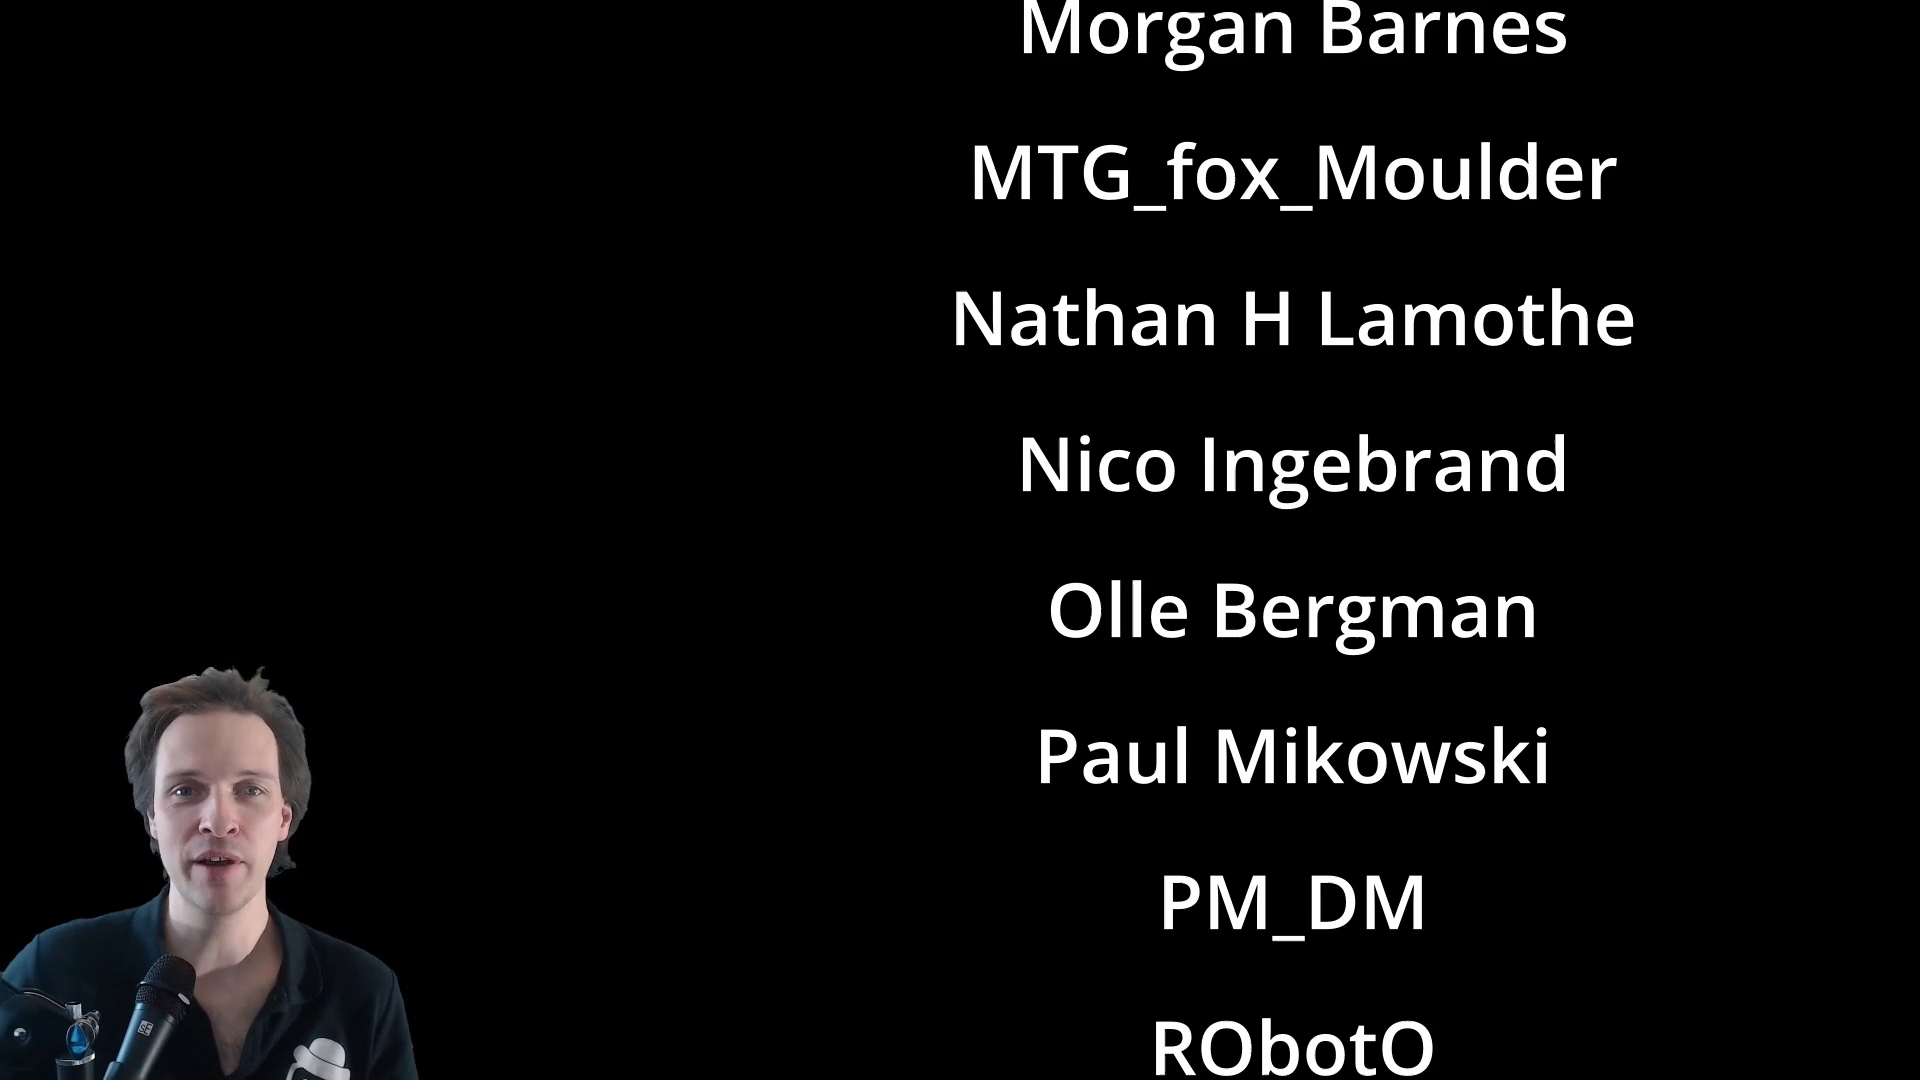 Morgan Barnes
MTG_fox_Moulder
Nathan H Lamothe
Nico Ingebrand
Olle Bergman
Paul Mikowski
PM_DM
RObotO